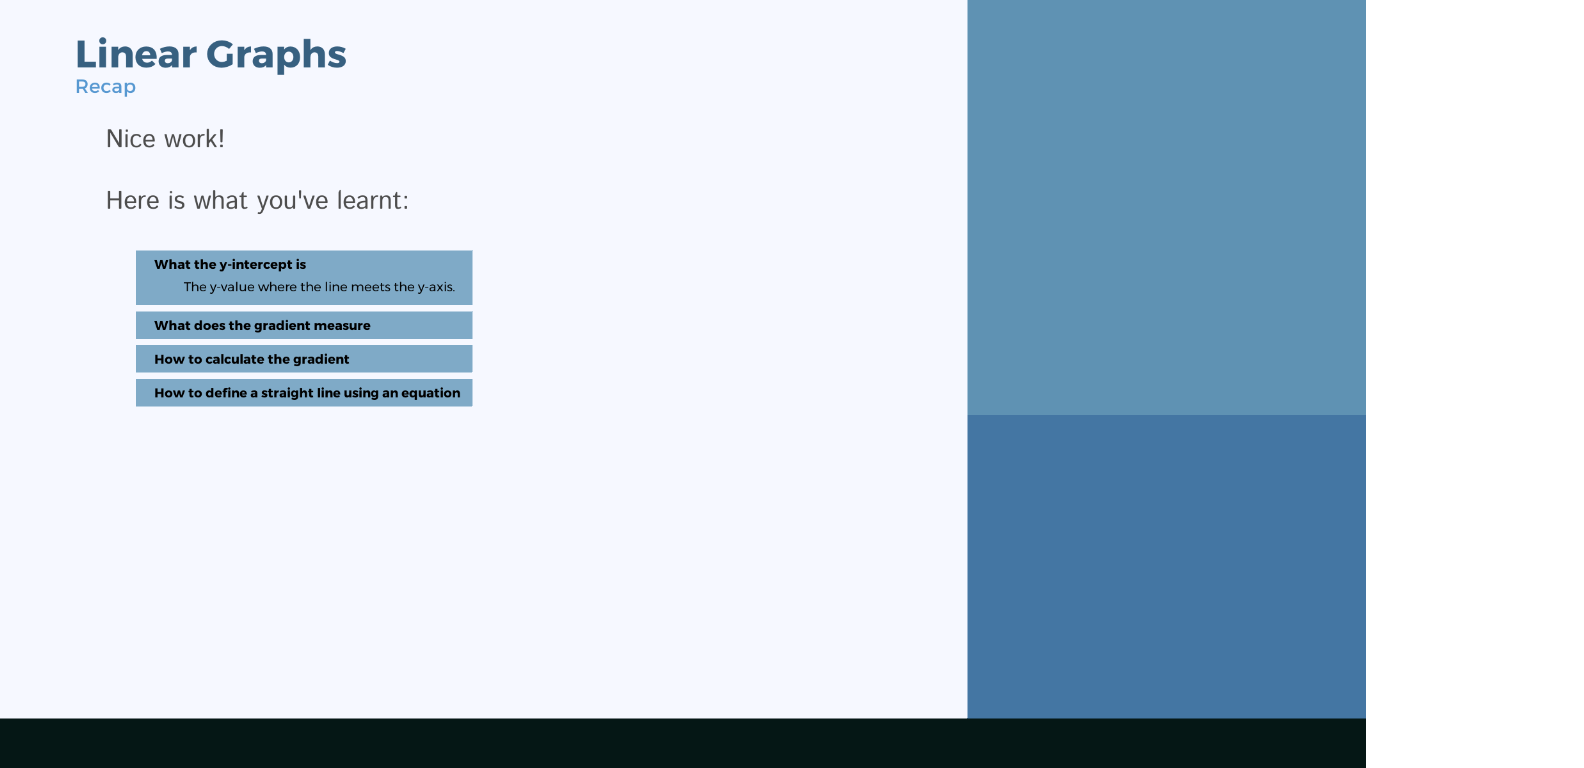 Linear Graphs
Recap
Nice work!
Here is what you've learnt:
What the y-intercept is
The y-value where the line meets the y-axis.
What does the gradient measure
How to calculate the gradient
How to define a straight line using an equation